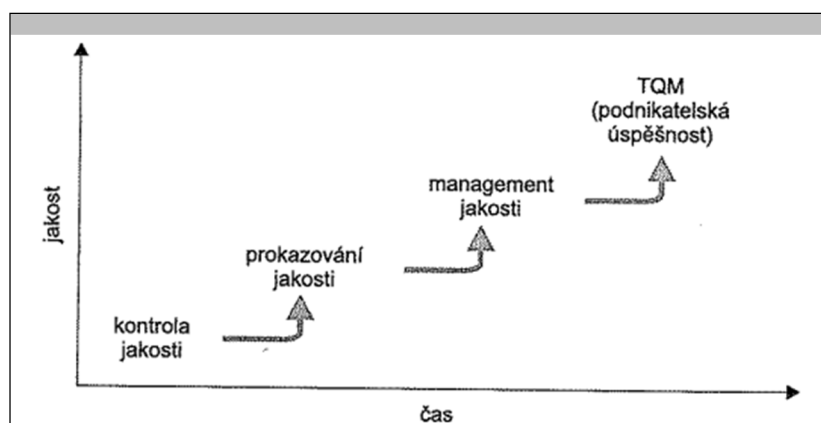 TQM
(podnikatelská
úspěšnost)
management
jakosti
prokazování
jakosti
kontrola
jakosti
jakost
čas